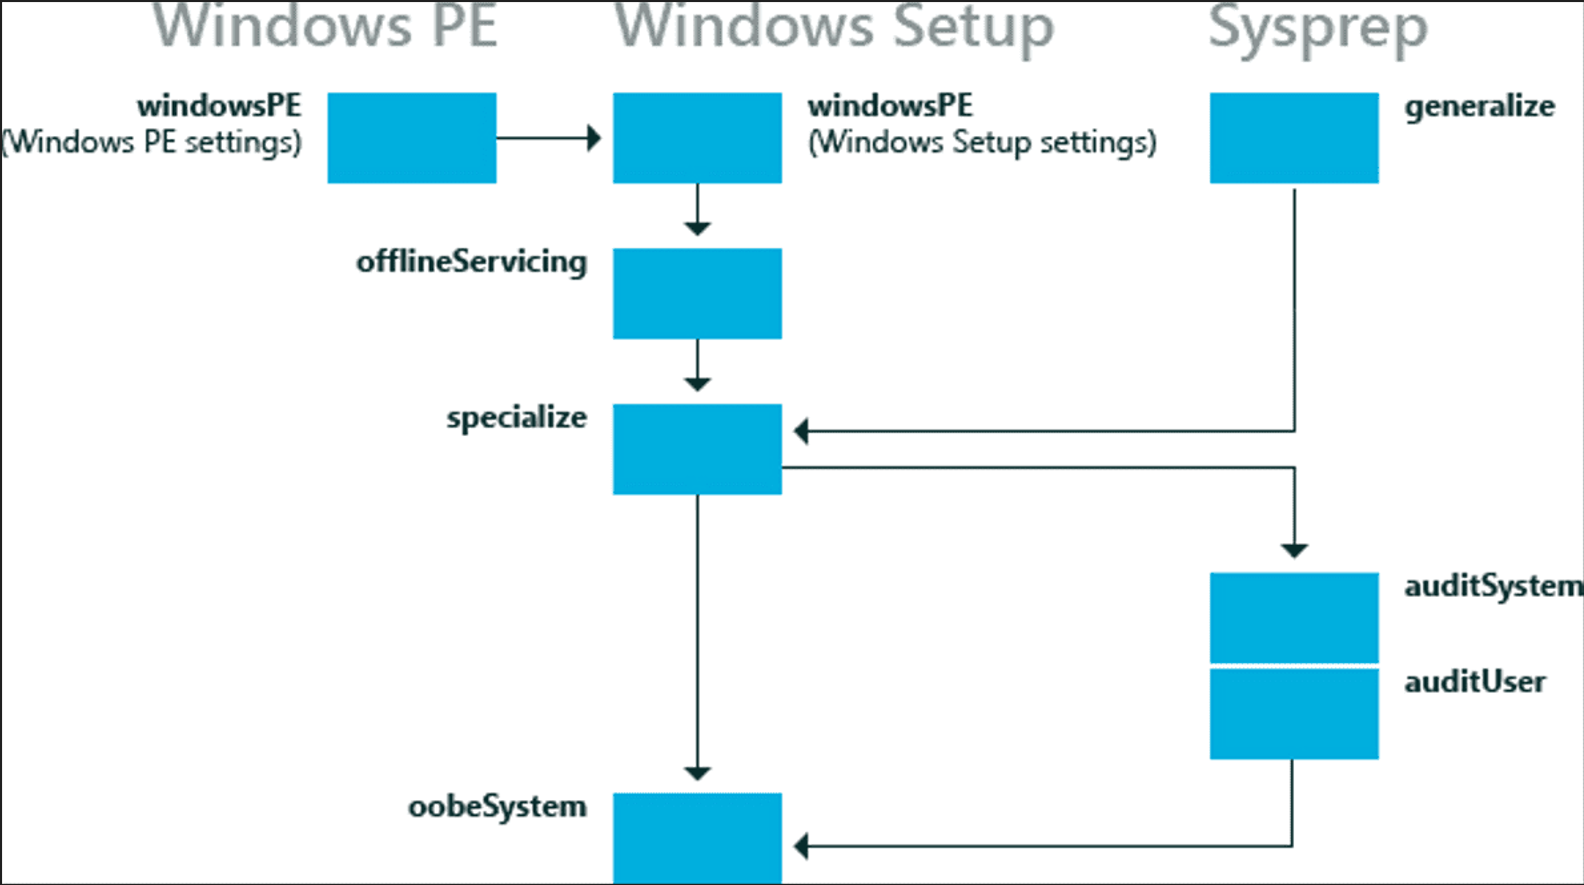 Windows PE
Windows Setup
Sysprep
windowsPE
(Windows PE settings)
windowsPE
(Windows Setup settings)
generalize
offlineServicing
specialize
auditSystem
auditUser
oobeSystem